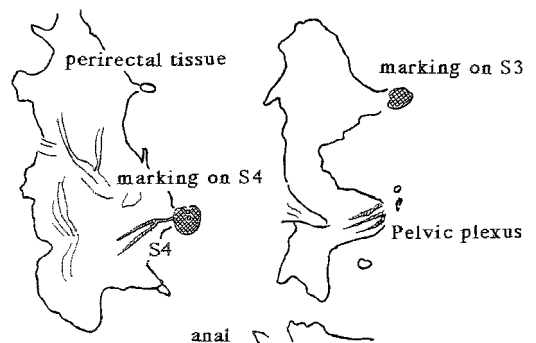 perirectal tissue
marking on S3
marking on S4
S4
Pelvic plexus
anal